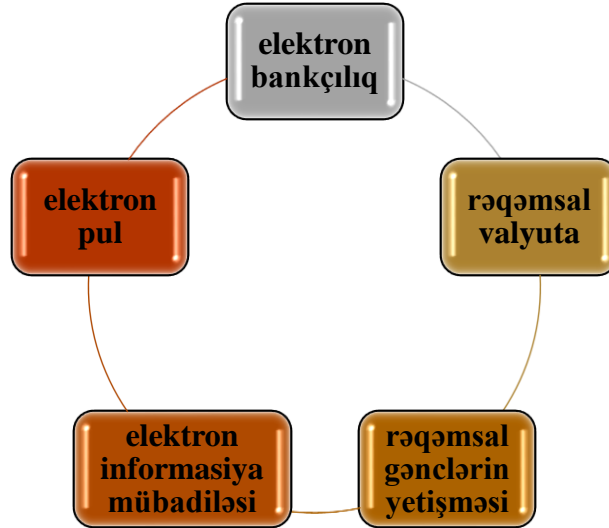 elektron
bankçılıq
rəqəmsal
valyuta
rəqəmsal
gənclərin
yetişməsi
elektron
informasiya
mübadiləsi
elektron
pul